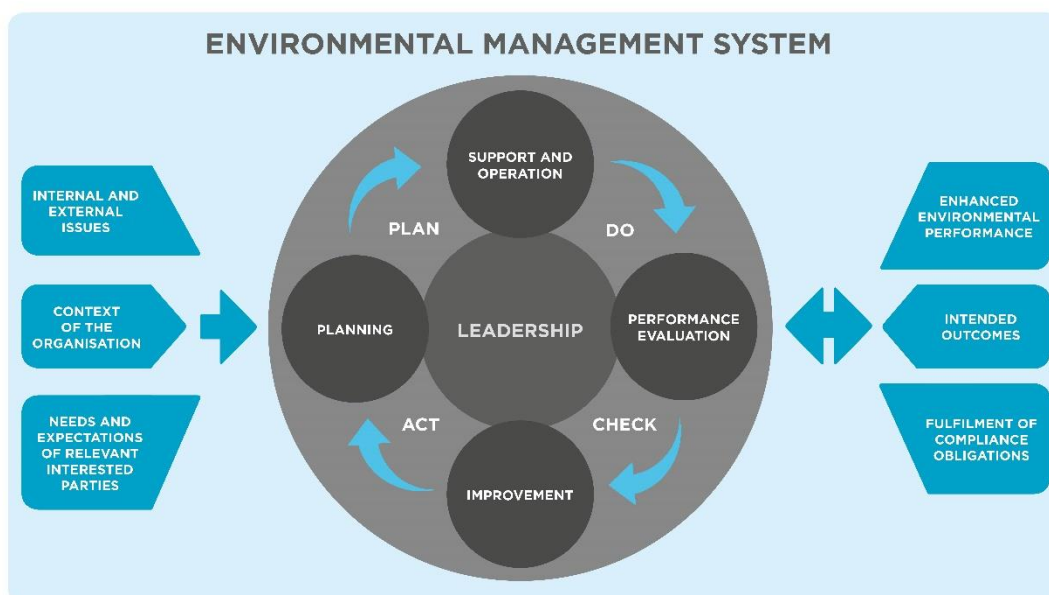 ENVIRONMENTAL MANAGEMENT SYSTEM
INTERNAL AND
EXTERNAL
ISSUES
CONTEXT
OF THE
ORGANISATION
NEEDS AND
EXPECTATIONS
OF RELEVANT
INTERESTED
PARTIES
SUPPORT AND
OPERATION
PLAN
DO
PLANNING
LEADERSHIP
PERFORMANCE
EVALUATION
ACT
CHECK
IMPROVEMENT
ENHANCED
ENVIRONMENTAL
PERFORMANCE
INTENDED
OUTCOMES
FULFILMENT OF
COMPLIANCE
OBLIGATIONS